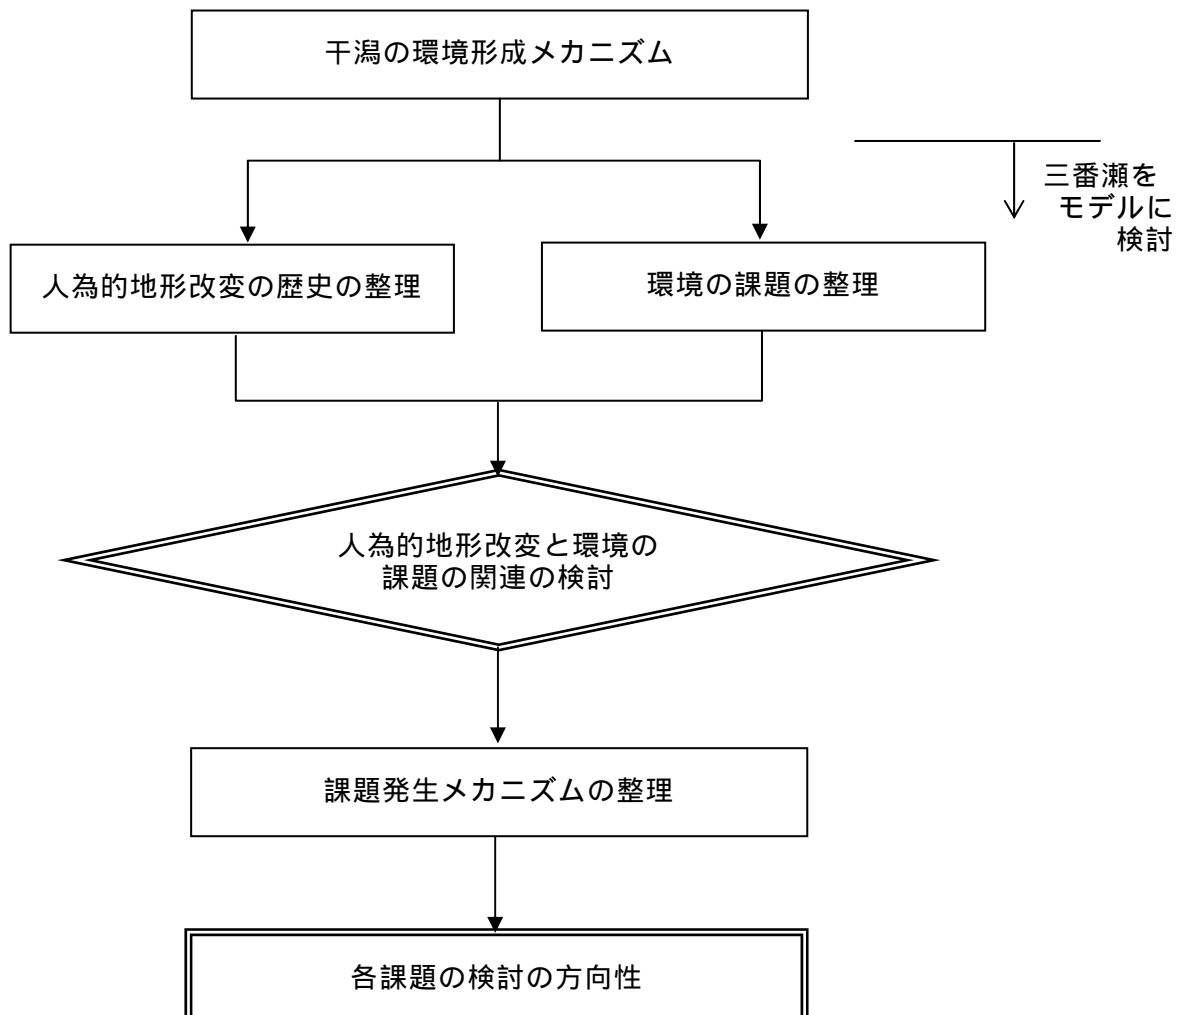 干潟の環境形成メカニズム
三番瀬を
モデルに
検討
人為的地形改変の歴史の整理
環境の課題の整理
人為的地形改変と環境の
課題の関連の検討
課題発生メカニズムの整理
各課題の検討の方向性